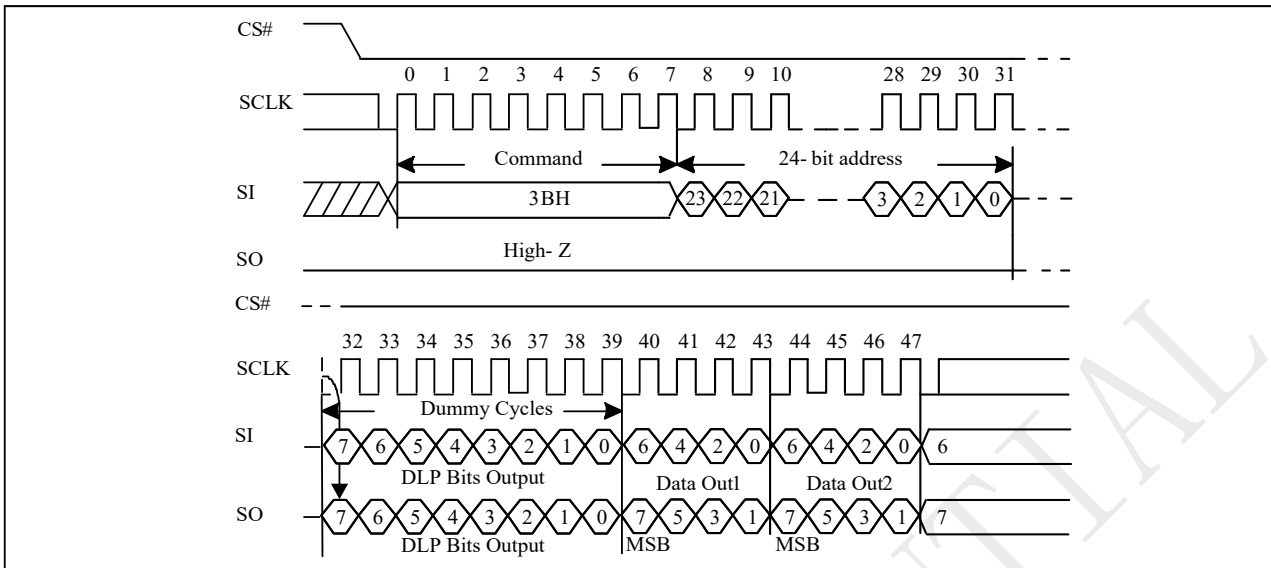 CS#
0 1 2 3 4 5 6 7 8 9 10 28 29 30 31
SCLK
Command 24- bit address
SI 3BH 23 22 21 3 2 1 0
High- Z
SO
CS#
32 33 34 35 36 37 38 39 40 41 42 43 44 45 46 47
SCLK
Dummy Cycles
SI 7 6 5 4 3 2 1 0 6 4 2 0 6 4 2 0 6
DLP Bits Output Data Out1 Data Out2
SO 7 6 5 4 3 2 1 0 7 5 3 1 7 5 3 1 7
DLP Bits Output MSB MSB
NTIAL